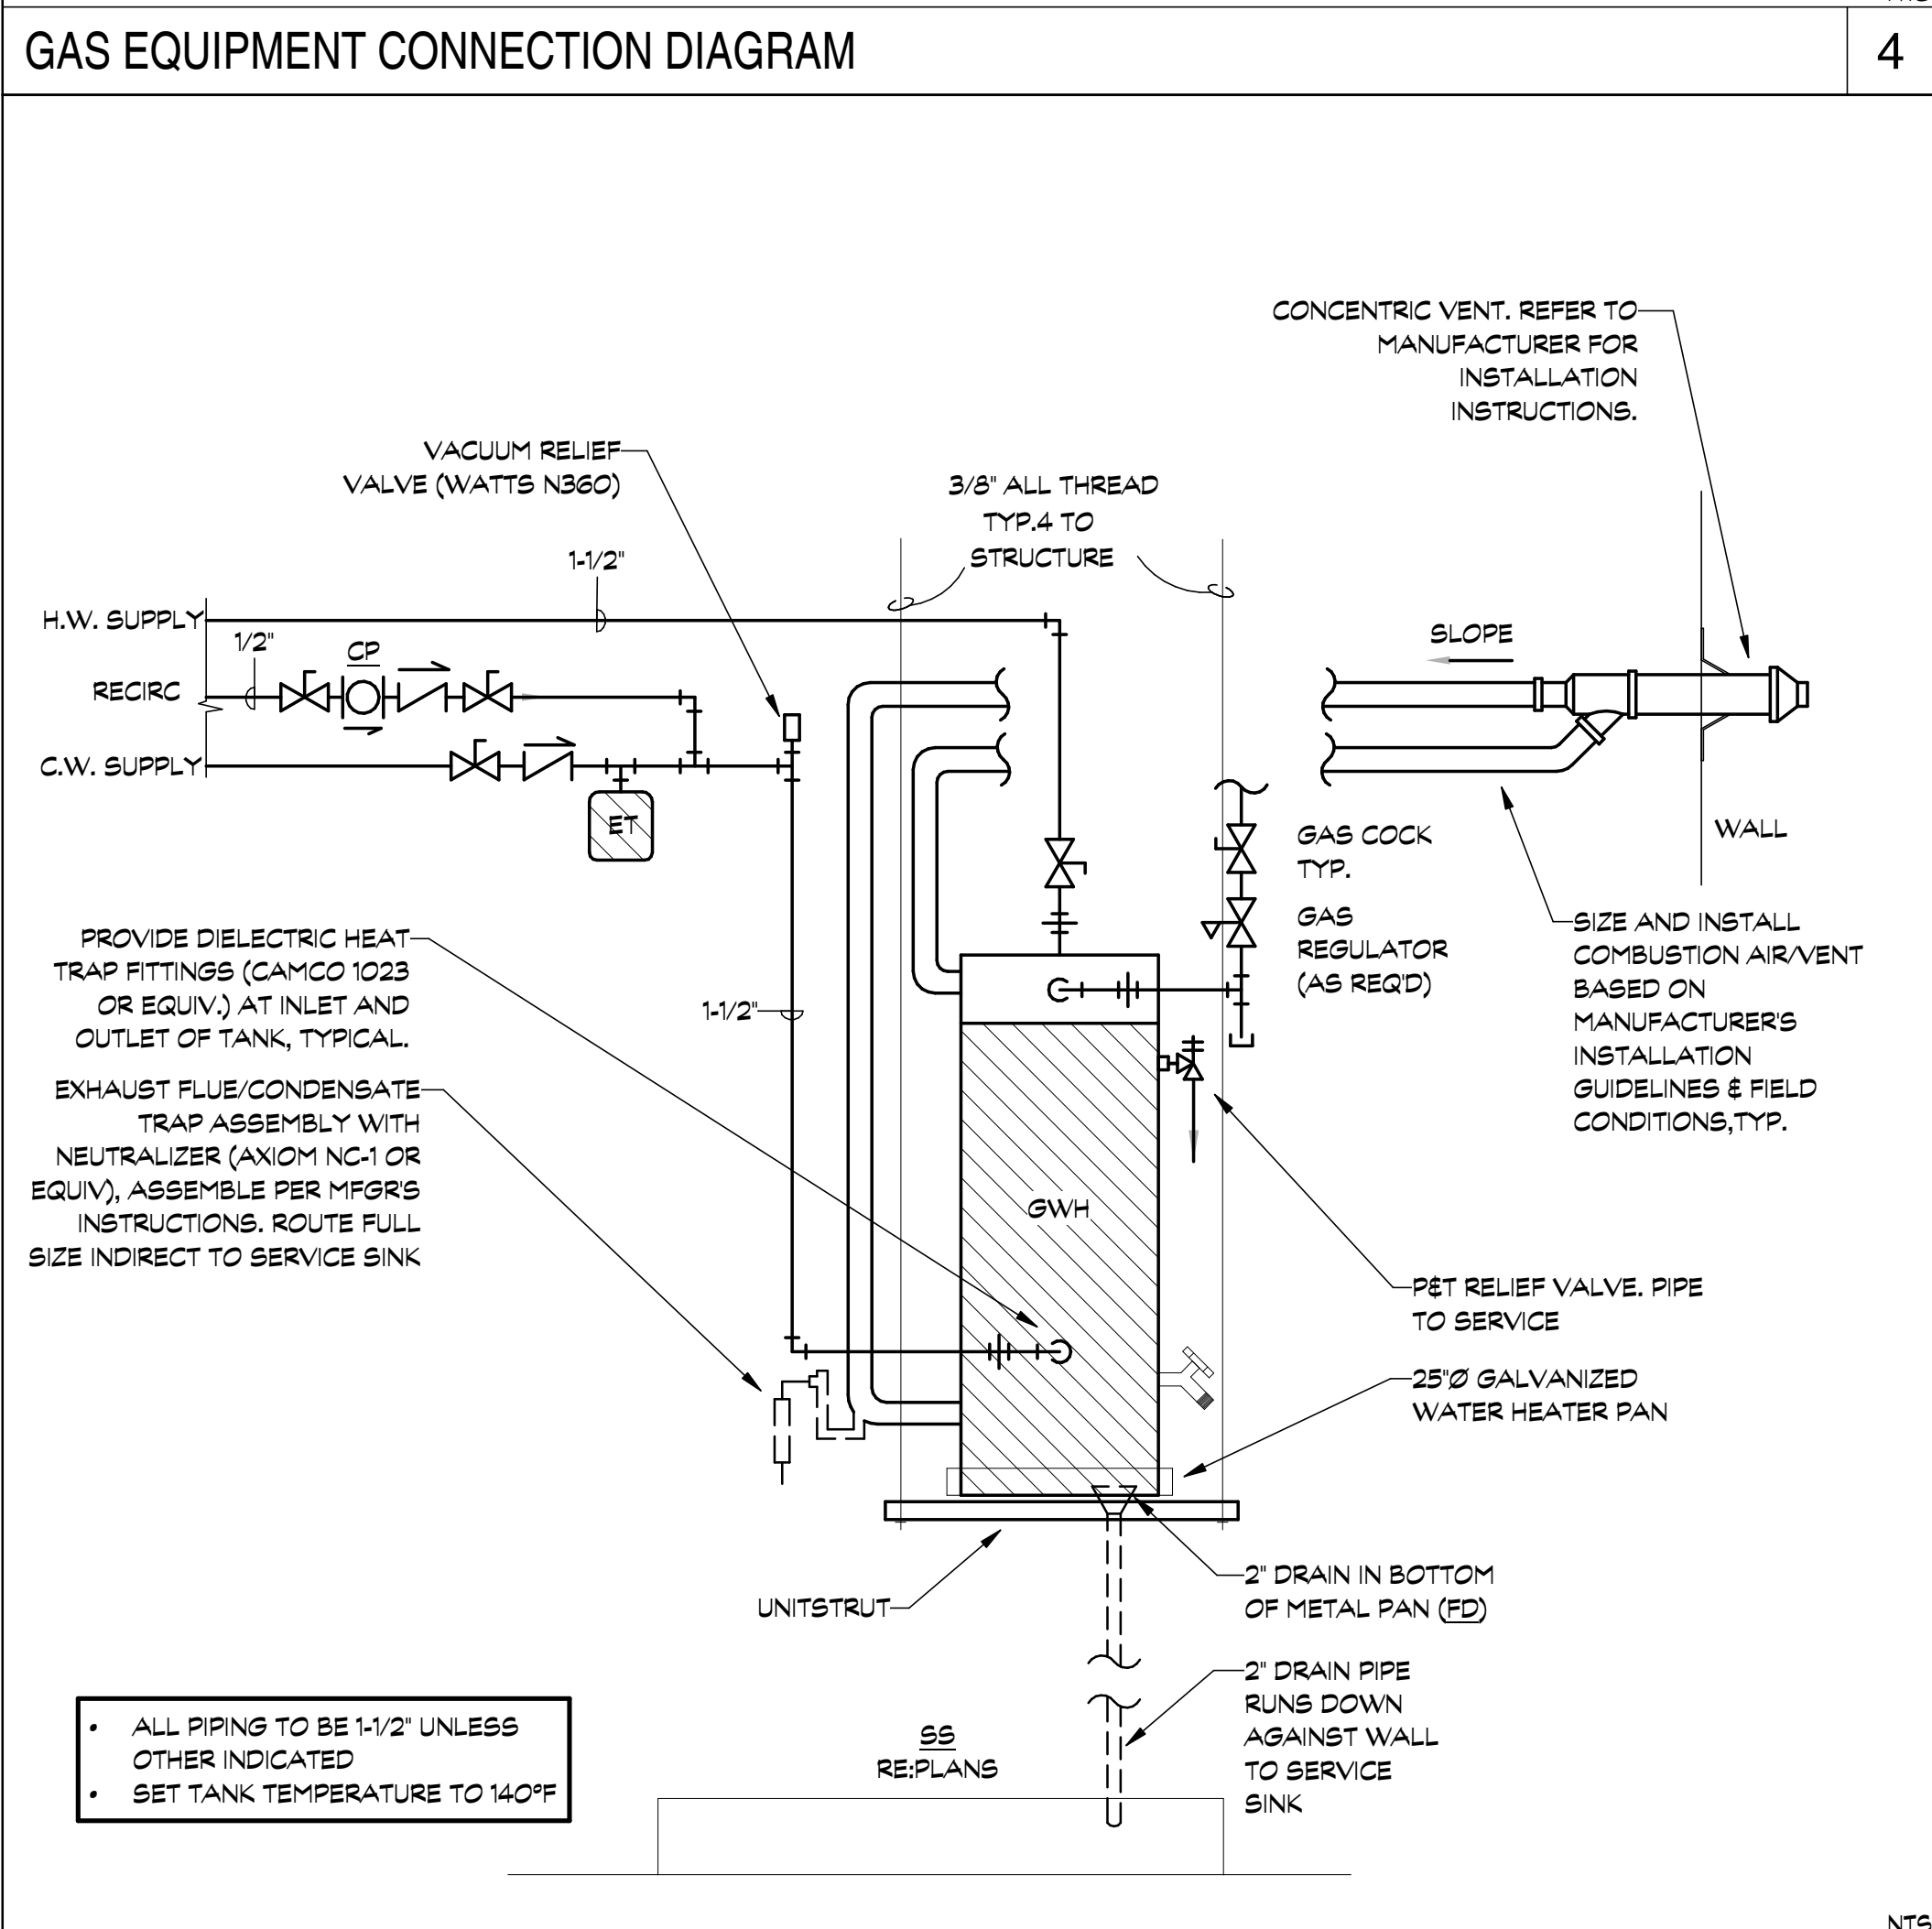 GAS EQUIPMENT CONNECTION DIAGRAM
4
CONCENTRIC VENT. REFER TO
MANUFACTURER FOR
INSTALLATION
INSTRUCTIONS.
VACUUM RELIEF
VALVE (WATTS N360)
3/8" ALL THREAD
TYP.4 TO
STRUCTURE
1-1/2"
H.W. SUPPLY
1/2"
CP
SLOPE
RECIRC
C.W. SUPPLY
ET
GAS COCK
TYP.
WALL
GAS
REGULATOR
(AS REQ'D)
SIZE AND INSTALL
COMBUSTION AIR/VENT
BASED ON
MANUFACTURER'S
INSTALLATION
GUIDELINES & FIELD
CONDITIONS,TYP.
PROVIDE DIELECTRIC HEAT
TRAP FITTINGS (CAMCO 1023
OR EQUIV.) AT INLET AND
OUTLET OF TANK, TYPICAL.
1-1/2"
EXHAUST FLUE/CONDENSATE
TRAP ASSEMBLY WITH
NEUTRALIZER (AXIOM NC-1 OR
EQUIV), ASSEMBLE PER MFGR'S
INSTRUCTIONS. ROUTE FULL
SIZE INDIRECT TO SERVICE SINK
GWH
P&T RELIEF VALVE. PIPE
TO SERVICE
25"Ø GALVANIZED
WATER HEATER PAN
UNITSTRUT
2" DRAIN IN BOTTOM
OF METAL PAN (FD)
2" DRAIN PIPE
RUNS DOWN
AGAINST WALL
TO SERVICE
SINK
SS
RE:PLANS
• ALL PIPING TO BE 1-1/2" UNLESS
OTHER INDICATED
• SET TANK TEMPERATURE TO 140°F
NTS